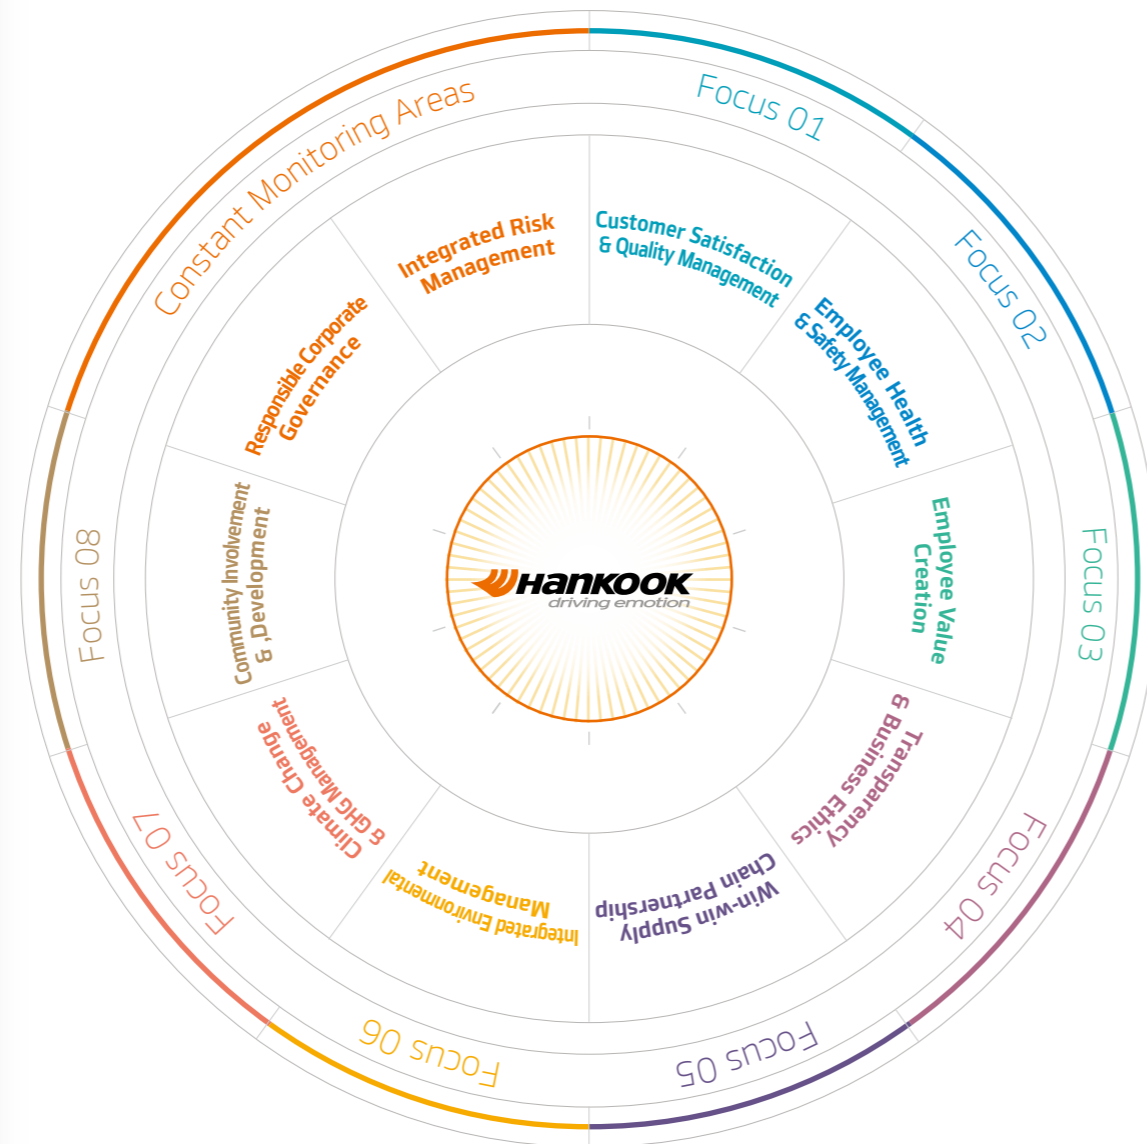 Focus 01
Customer Satisfaction
& Quality Management
Focus 02
Employee Health
& Safety Management
Focus 03
Employee Value
Creation
Focus 04
Transparency
& Business Ethics
Focus 05
Win-win Supply
Chain Partnership
Focus 06
Integrated Environmental
Management
Focus 07
Climate Change
& GHG Management
Focus 08
Community Involvement
& ,Development
Constant Monitoring Areas
Responsible Corporate
Governance
Integrated Risk
Management
Hankook
driving emotion